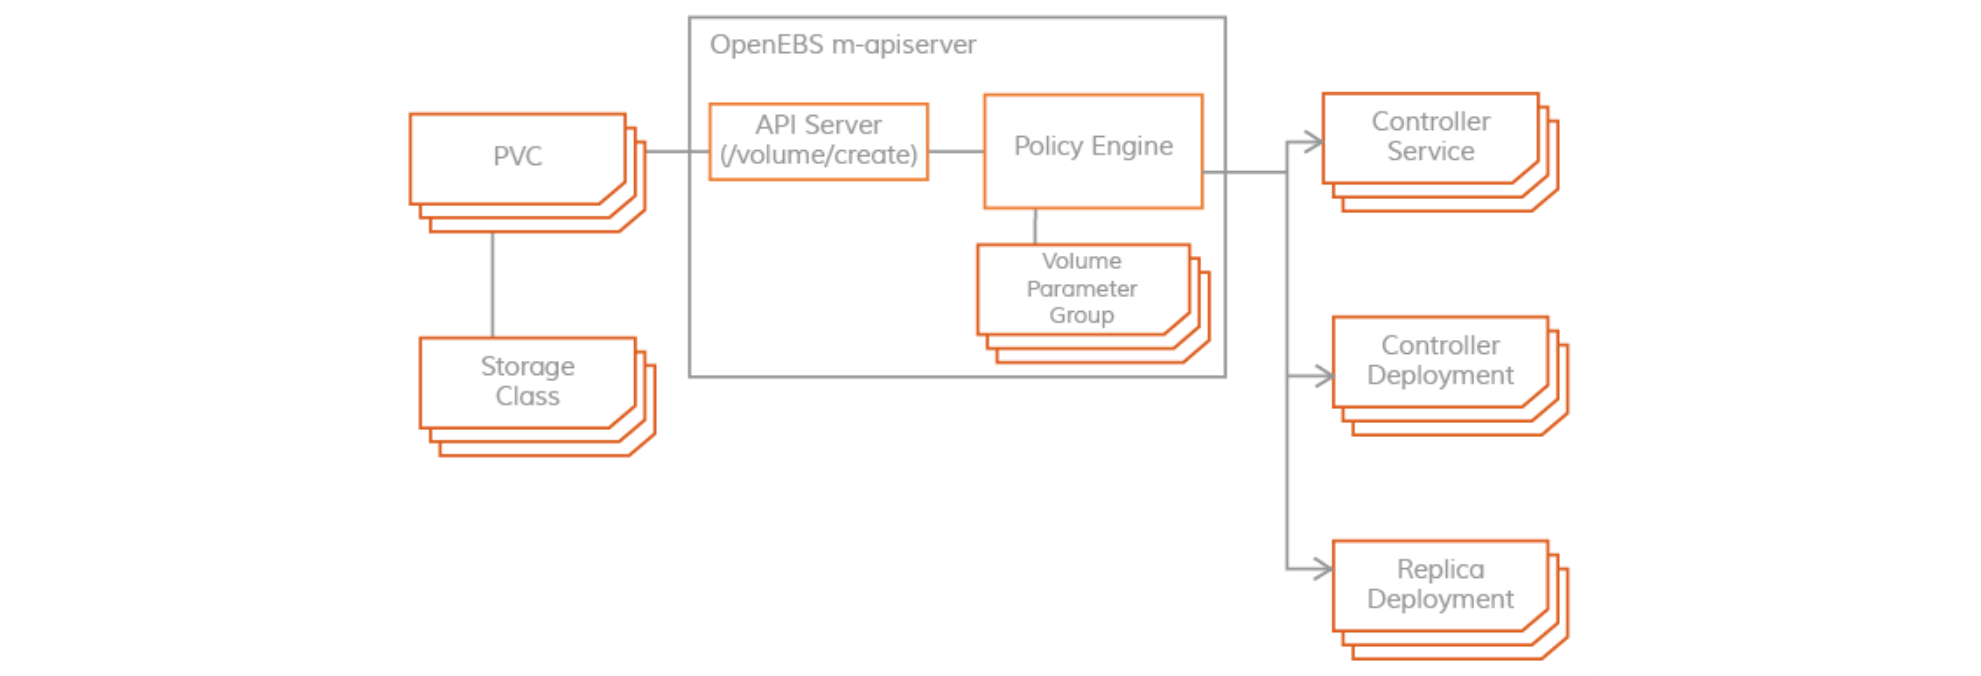 OpenEBS m-apiserver
PVC
API Server
(/volume/create)
Policy Engine
Volume
Parameter
Group
Storage
Class
Controller
Service
Controller
Deployment
Replica
Deployment